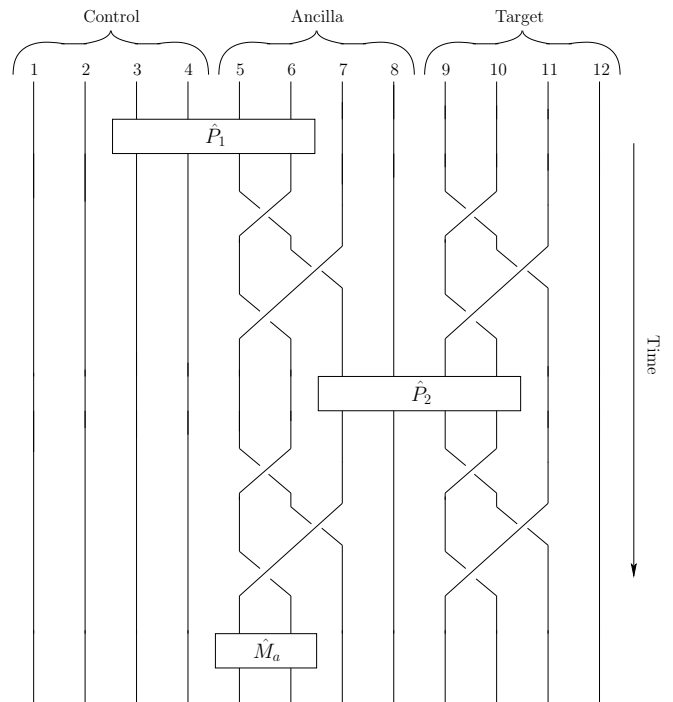 Control Ancilla Target
1 2 3 4 5 6 7 8 9 10 11 12
P̂₁
Time
P̂₂
M̂ₐ